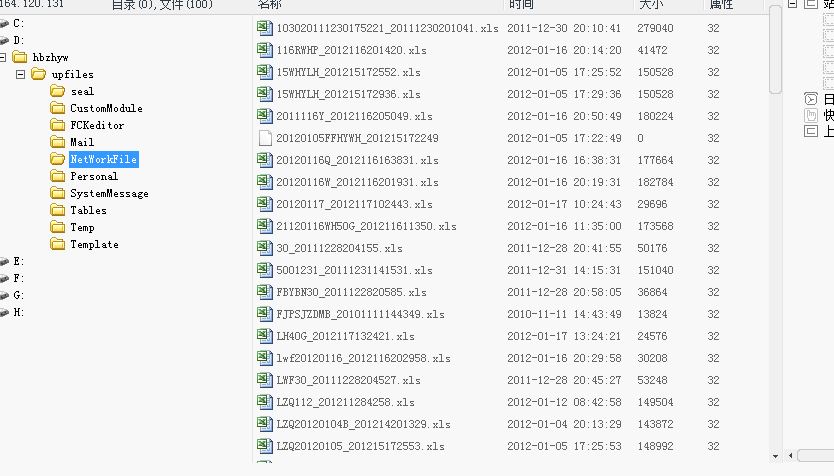 164.120.131 目录(0),文件(100) 名称 时间 大小 属性
C:
D:
hbzhyw
upfiles
seal
CustomModule
FCKeditor
Mail
NetWorkFile
Personal
SystemMessage
Tables
Temp
Template
E:
F:
G:
H:
103020111230175221_20111230201041.xls 2011-12-30 20:10:41 279040 32
116RWHP_2012116201420.xls 2012-01-16 20:14:20 41472 32
15WHYLH_201215172552.xls 2012-01-05 17:25:52 150528 32
15WHYLH_201215172936.xls 2012-01-05 17:29:36 150528 32
2011116Y_2012116205049.xls 2012-01-16 20:50:49 180224 32
20120105FFHYWH_201215172249 2012-01-05 17:22:49 0 32
20120116Q_2012116163831.xls 2012-01-16 16:38:31 177664 32
20120116W_2012116201931.xls 2012-01-16 20:19:31 182784 32
20120117_2012117102443.xls 2012-01-17 10:24:43 29696 32
21120116WH50G_201211611350.xls 2012-01-16 11:35:00 173568 32
30_20111228204155.xls 2011-12-28 20:41:55 50176 32
5001231_20111231141531.xls 2011-12-31 14:15:31 151040 32
FBYBN30_2011122820585.xls 2011-12-28 20:58:05 36864 32
FJPSJZDMB_20101111144349.xls 2010-11-11 14:43:49 13824 32
LH40G_2012117132421.xls 2012-01-17 13:24:21 24576 32
lwf20120116_2012116202958.xls 2012-01-16 20:29:58 30208 32
LWF30_20111228204527.xls 2011-12-28 20:45:27 53248 32
LZQ112_201211284258.xls 2012-01-12 08:42:58 149504 32
LZQ20120104B_201214201329.xls 2012-01-04 20:13:29 143872 32
LZQ20120105_201215172553.xls 2012-01-05 17:25:53 148992 32
站
日
快
上